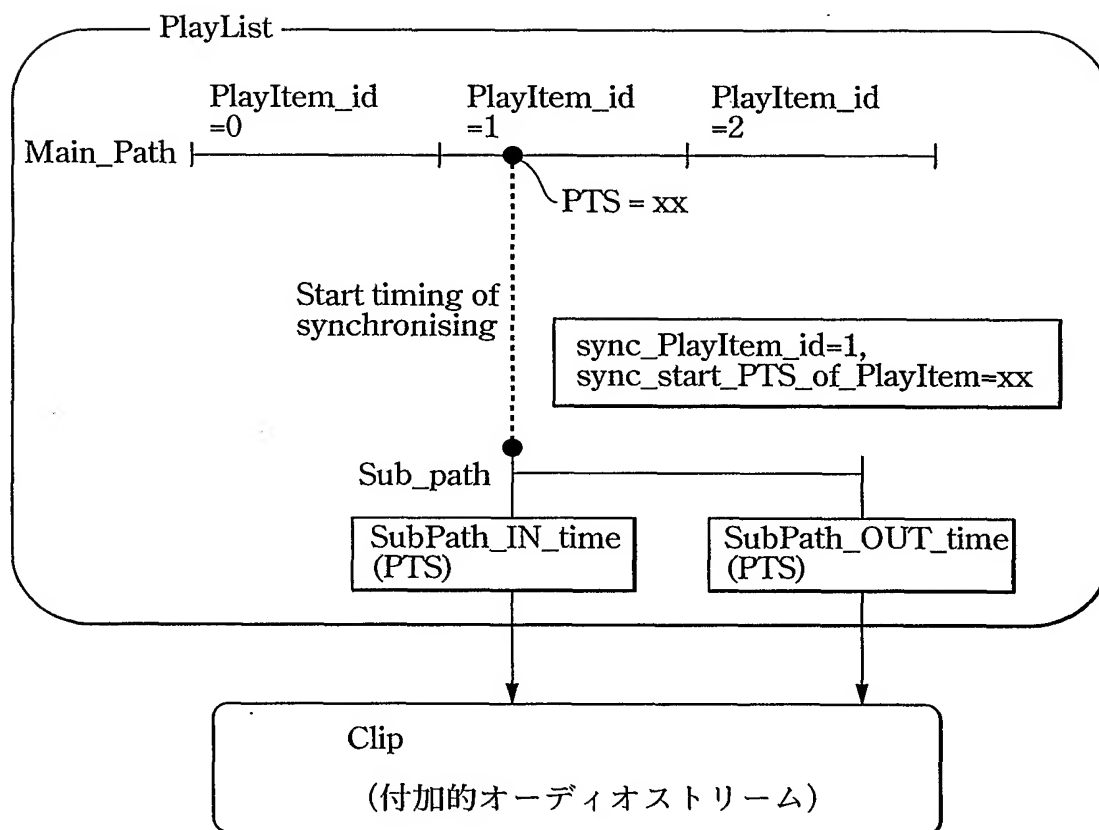 PlayList
PlayItem_id
=0
PlayItem_id
=1
PlayItem_id
=2
Main_Path
PTS = xx
Start timing of
synchronising
sync_PlayItem_id=1,
sync_start_PTS_of_PlayItem=xx
Sub_path
SubPath_IN_time
(PTS)
SubPath_OUT_time
(PTS)
Clip
(付加的オーディオストリーム)